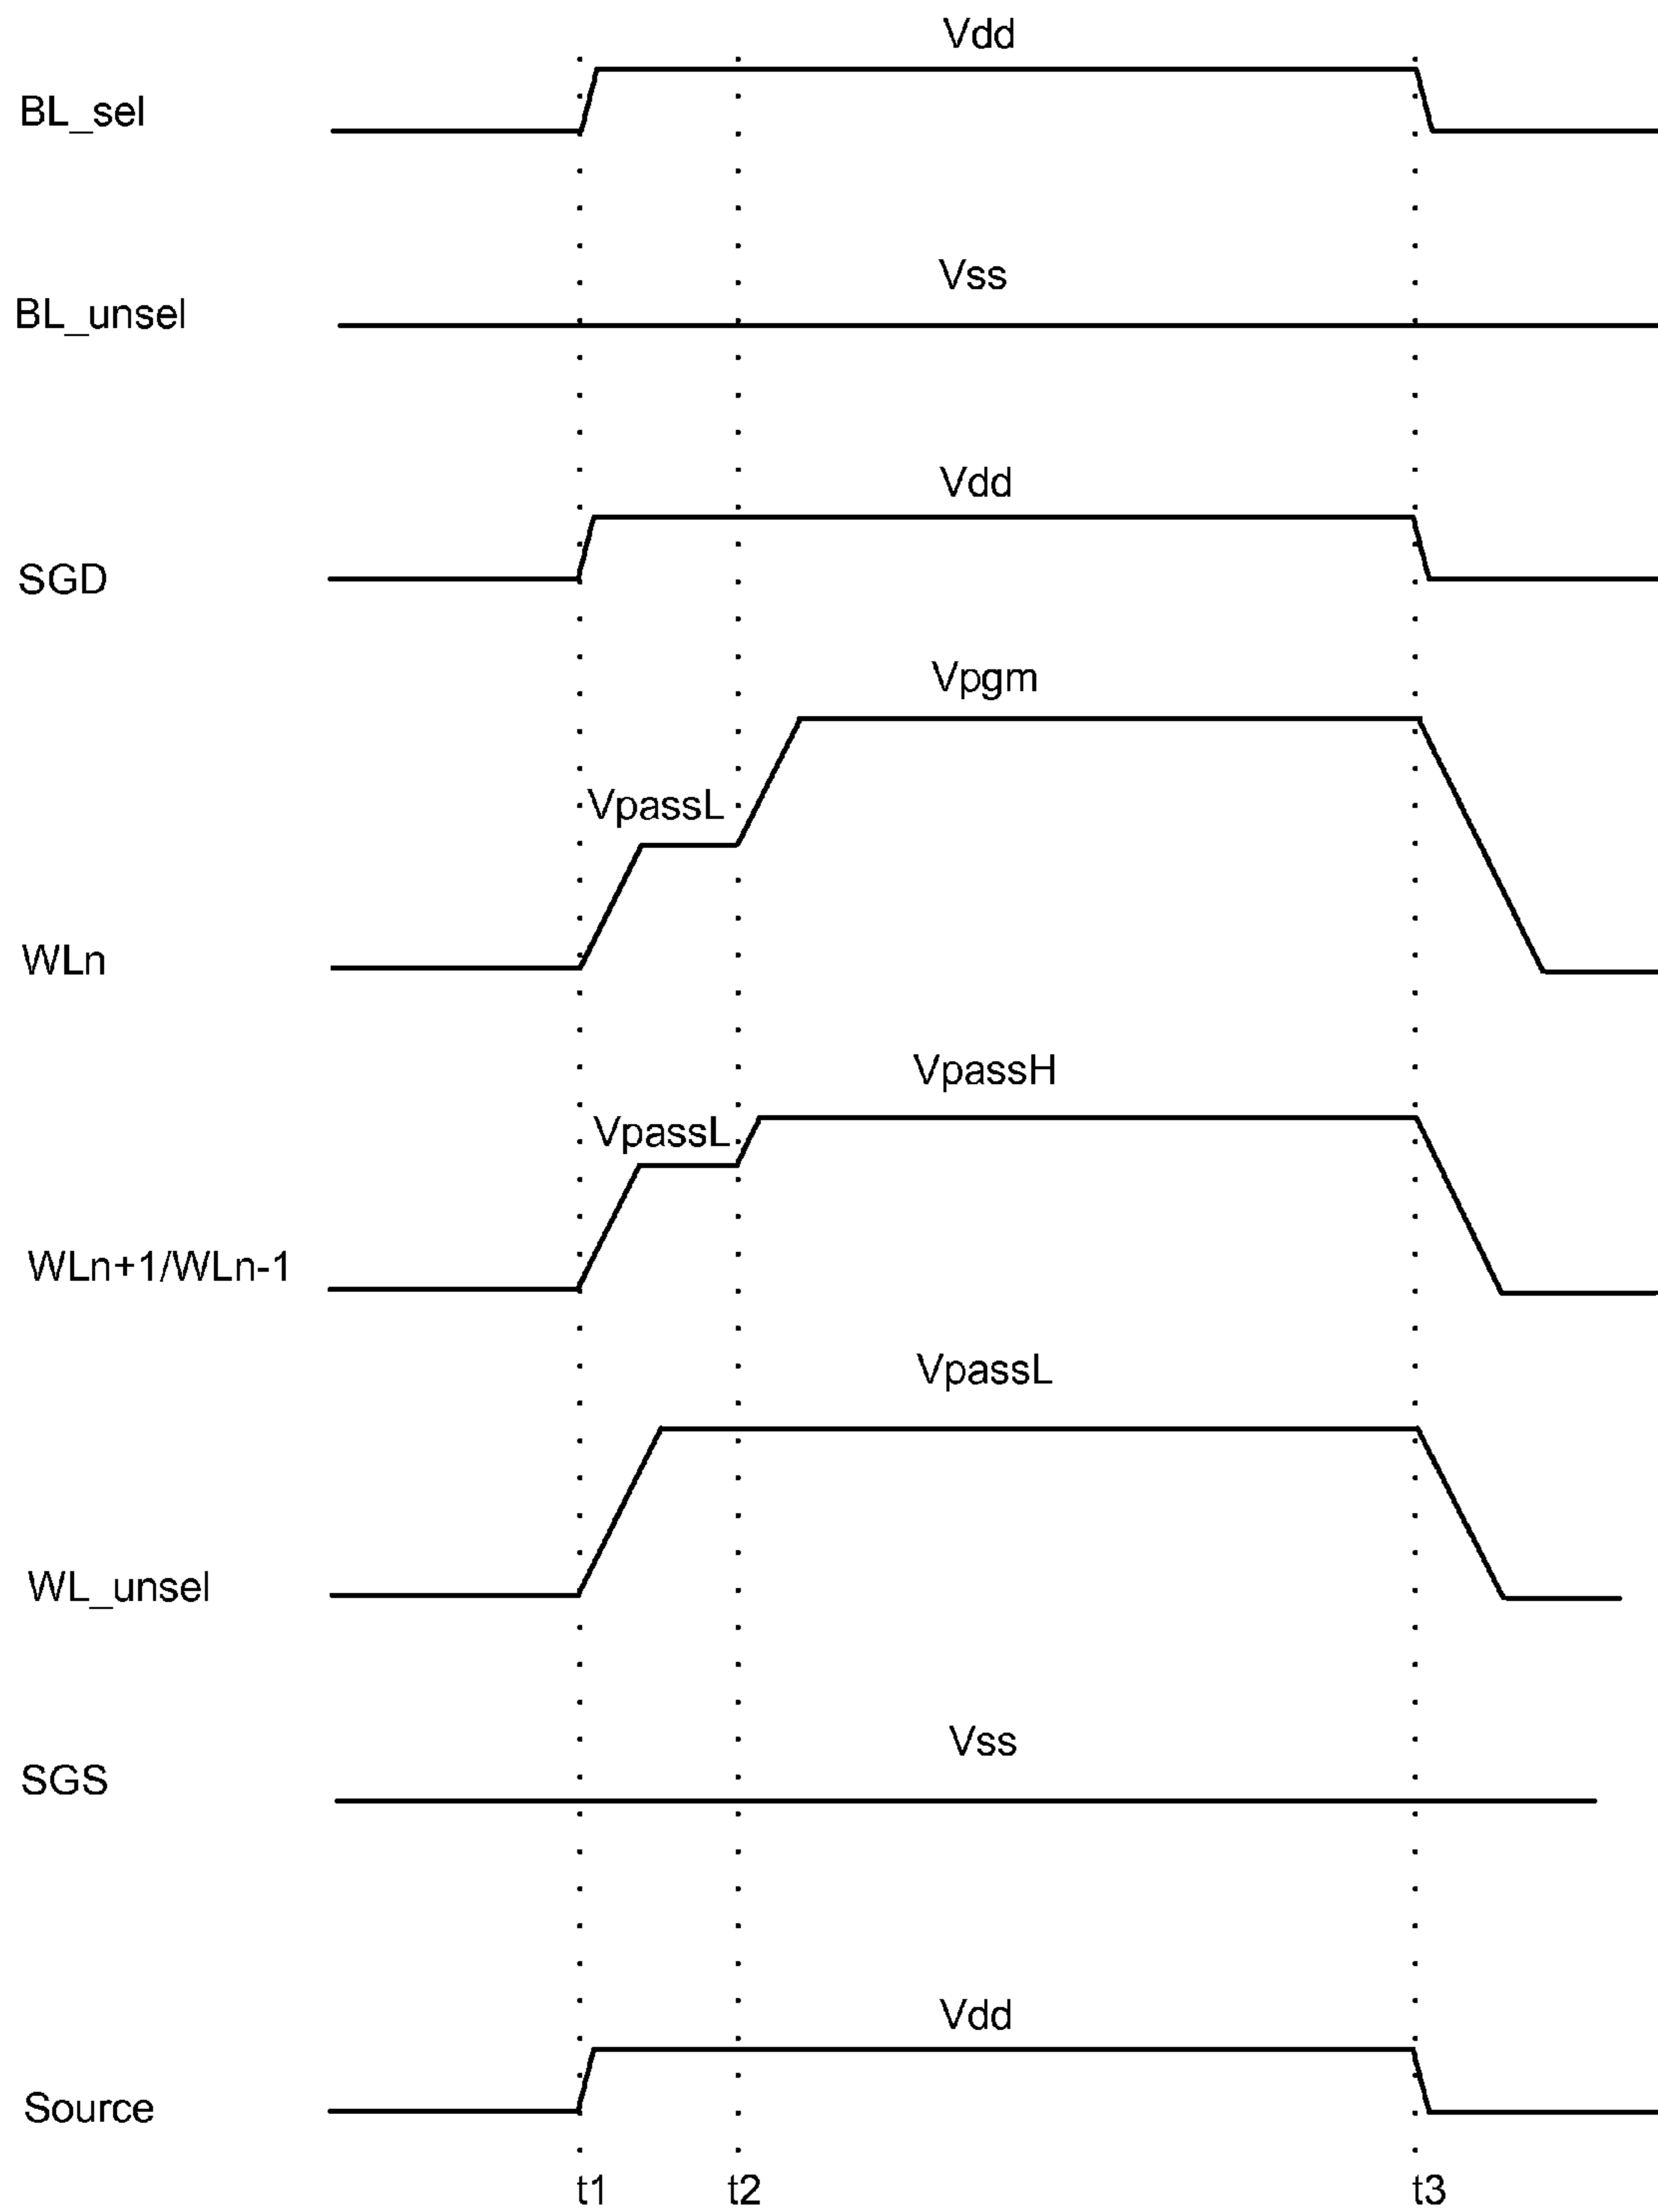 Vdd
BL_sel
Vss
BL_unsel
Vdd
SGD
Vpgm
VpassL
WLn
VpassH
VpassL
WLn+1/WLn-1
VpassL
WL_unsel
Vss
SGS
Vdd
Source
t1 t2 t3